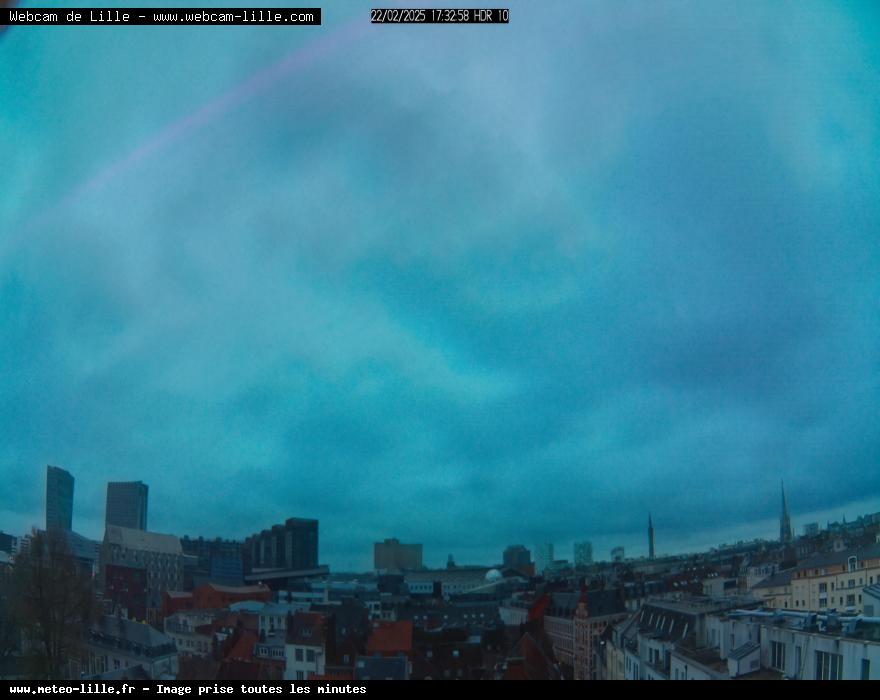 Webcam de Lille - www.webcam-lille.com
22/02/2025 17:32:58 HDR 10
www.meteo-lille.fr - Image prise toutes les minutes